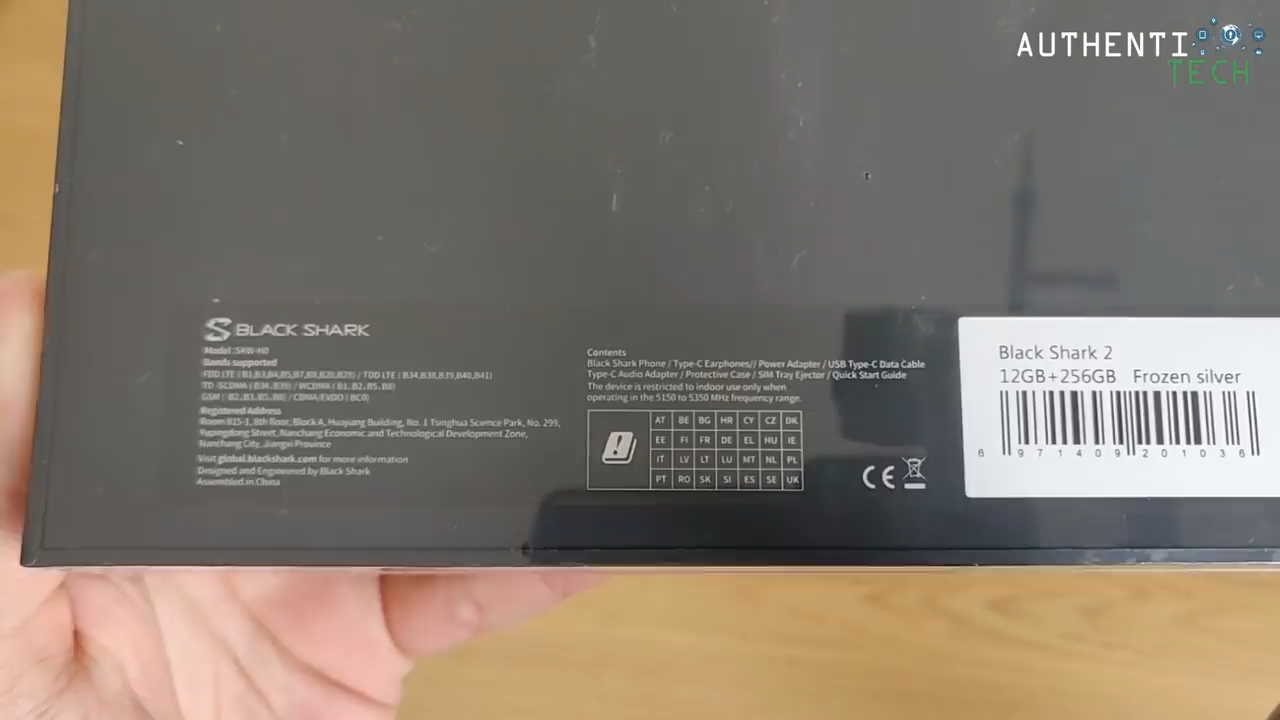 AUTHENTI
TECH
BLACK SHARK
Model : SKW-H0
Bands supported
FDD LTE ( B1,B3,B4,B5,B7,B8,B20,B28) / TDD LTE ( B34,B38,B39,B40,B41)
TD -SCDMA ( B34, B39) / WCDMA ( B1, B2, B5, B8)
GSM ( B2,B3,B5, B8) / CDMA/EVDO ( BC0)
Registered Address
Room 815-1, 8th floor, Block A, Huajiang Building, No. 1 Tsinghua Science Park, No. 299,
Yupingdong Street, Nanchang Economic and Technological Development Zone,
Nanchang City, Jiangxi Province
Visit global.blackshark.com for more information
Designed and Engineered by Black Shark
Assembled in China
Contents
Black Shark Phone / Type-C Earphones// Power Adapter / USB Type-C Data Cable
Type-C Audio Adapter / Protective Case / SIM Tray Ejector / Quick Start Guide
The device is restricted to indoor use only when
operating in the 5150 to 5350 MHz frequency range.
AT BE BG HR CY CZ DK
EE FI FR DE EL HU IE
IT LV LT LU MT NL PL
PT RO SK SI ES SE UK
CE
Black Shark 2
12GB+256GB Frozen silver
6 971409 201036